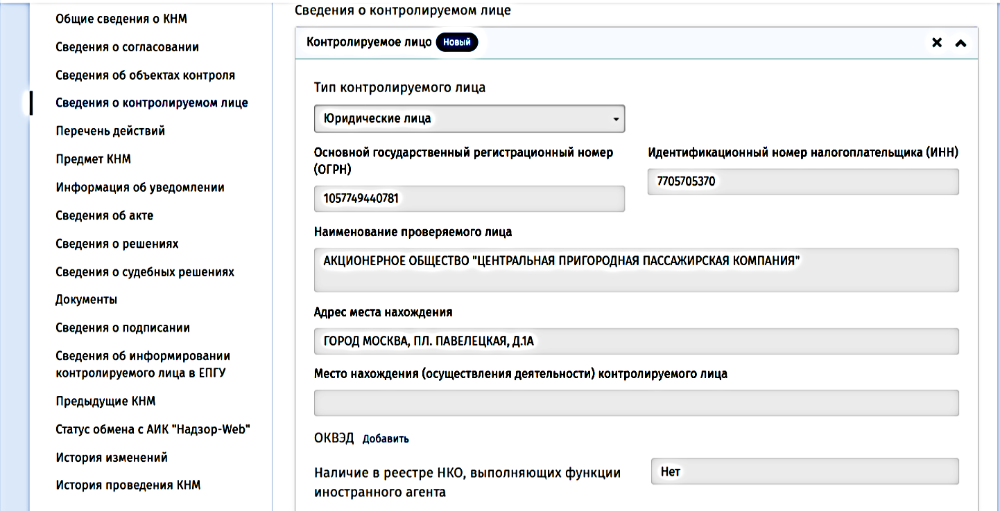 Общие сведения о КНМ
Сведения о согласовании
Сведения об объектах контроля
Сведения о контролируемом лице
Перечень действий
Предмет КНМ
Информация об уведомлении
Сведения об акте
Сведения о решениях
Сведения о судебных решениях
Документы
Сведения о подписании
Сведения об информировании
контролируемого лица в ЕПГУ
Предыдущие КНМ
Статус обмена с АИК "Надзор-Web"
История изменений
История проведения КНМ
Сведения о контролируемом лице
Контролируемое лицо Новый
Тип контролируемого лица
Юридические лица
Основной государственный регистрационный номер
(ОГРН)
1057749440781
Идентификационный номер налогоплательщика (ИНН)
7705705370
Наименование проверяемого лица
АКЦИОНЕРНОЕ ОБЩЕСТВО "ЦЕНТРАЛЬНАЯ ПРИГОРОДНАЯ ПАССАЖИРСКАЯ КОМПАНИЯ"
Адрес места нахождения
ГОРОД МОСКВА, ПЛ. ПАВЕЛЕЦКАЯ, Д.1А
Место нахождения (осуществления деятельности) контролируемого лица
ОКВЭД Добавить
Наличие в реестре НКО, выполняющих функции
иностранного агента
Нет